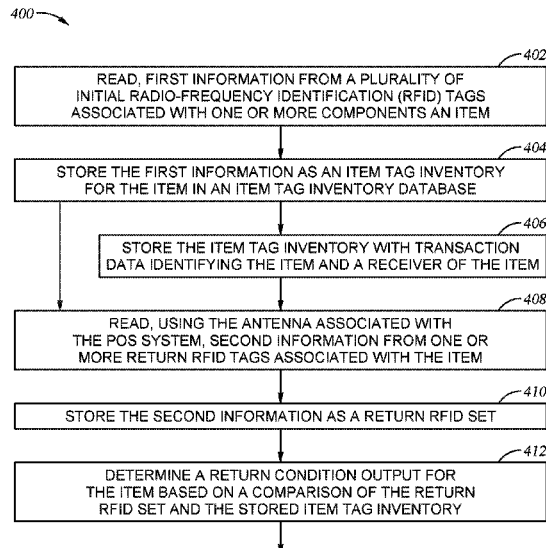 400
402
READ, FIRST INFORMATION FROM A PLURALITY OF
INITIAL RADIO-FREQUENCY IDENTIFICATION (RFID) TAGS
ASSOCIATED WITH ONE OR MORE COMPONENTS AN ITEM
404
STORE THE FIRST INFORMATION AS AN ITEM TAG INVENTORY
FOR THE ITEM IN AN ITEM TAG INVENTORY DATABASE
406
STORE THE ITEM TAG INVENTORY WITH TRANSACTION
DATA IDENTIFYING THE ITEM AND A RECEIVER OF THE ITEM
408
READ, USING THE ANTENNA ASSOCIATED WITH
THE POS SYSTEM, SECOND INFORMATION FROM ONE OR
MORE RETURN RFID TAGS ASSOCIATED WITH THE ITEM
410
STORE THE SECOND INFORMATION AS A RETURN RFID SET
412
DETERMINE A RETURN CONDITION OUTPUT FOR
THE ITEM BASED ON A COMPARISON OF THE RETURN
RFID SET AND THE STORED ITEM TAG INVENTORY